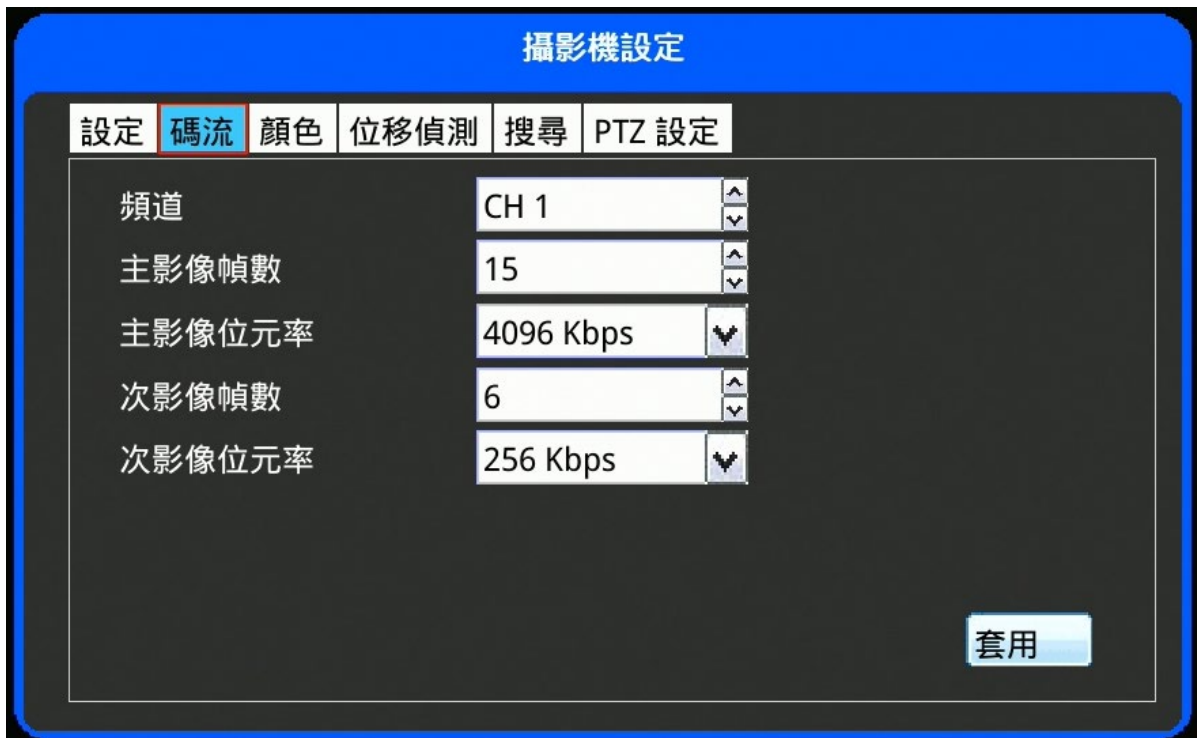 攝影機設定
設定 碼流 顏色 位移偵測 搜尋 PTZ 設定
頻道 CH 1
主影像幀數 15
主影像位元率 4096 Kbps
次影像幀數 6
次影像位元率 256 Kbps
套用